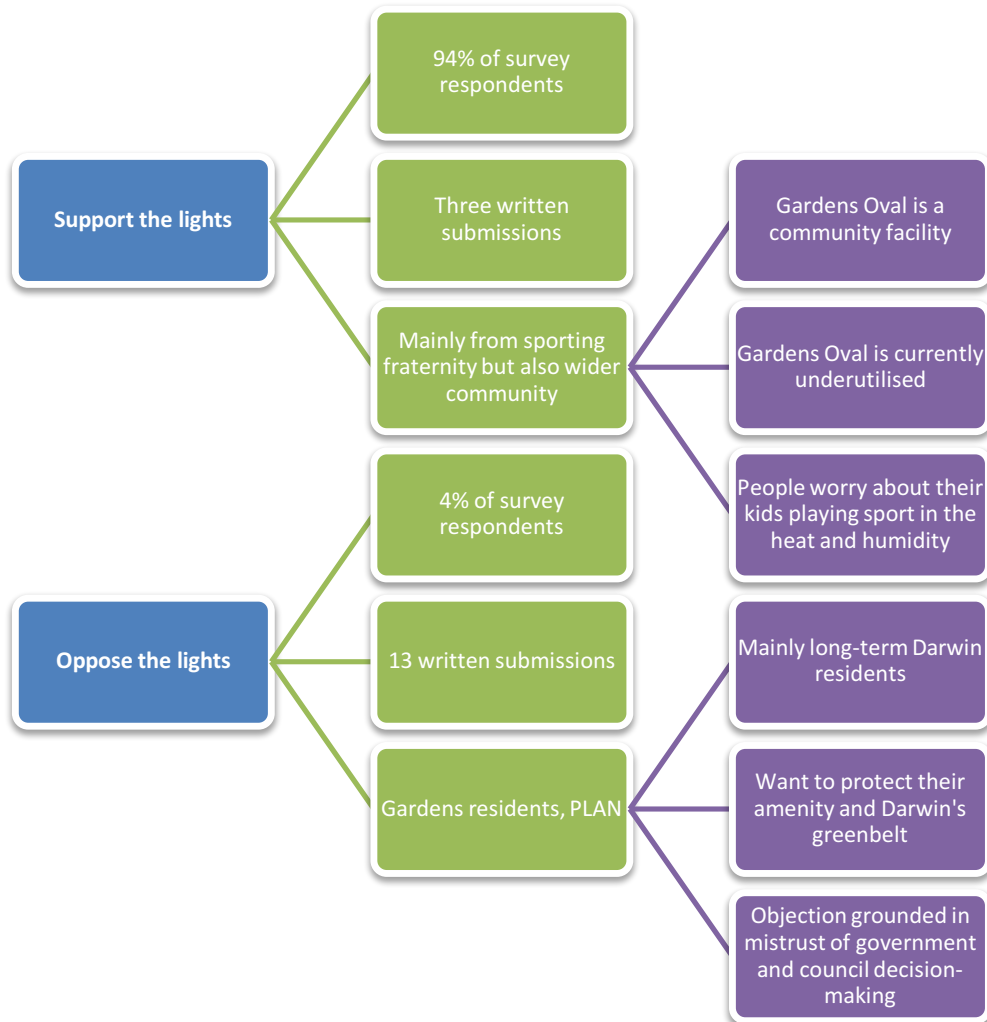 Support the lights
94% of survey
respondents
Three written
submissions
Mainly from sporting
fraternity but also wider
community
Gardens Oval is a
community facility
Gardens Oval is currently
underutilised
People worry about their
kids playing sport in the
heat and humidity
Oppose the lights
4% of survey
respondents
13 written submissions
Gardens residents, PLAN
Mainly long-term Darwin
residents
Want to protect their
amenity and Darwin's
greenbelt
Objection grounded in
mistrust of government
and council decision-
making